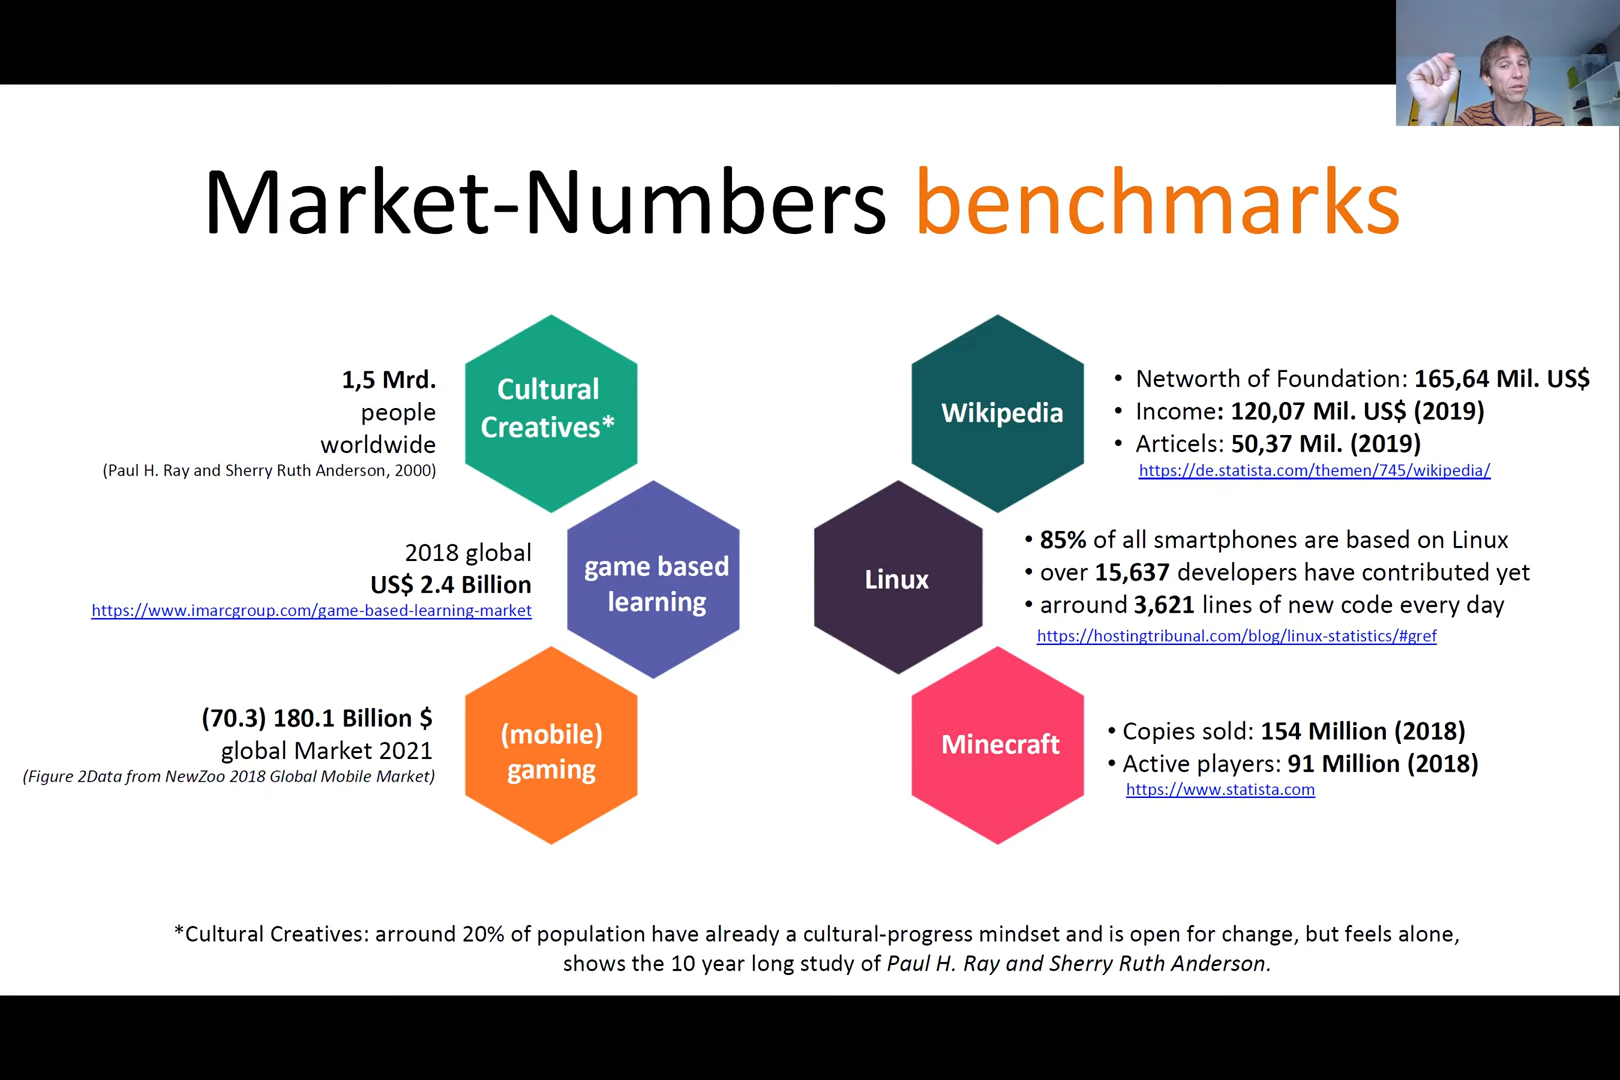 Market-Numbers benchmarks
1,5 Mrd.
people
worldwide
(Paul H. Ray and Sherry Ruth Anderson, 2000)
Cultural
Creatives*
2018 global
US$ 2.4 Billion
https://www.imarcgroup.com/game-based-learning-market
game based
learning
(70.3) 180.1 Billion $
global Market 2021
(Figure 2Data from NewZoo 2018 Global Mobile Market)
(mobile)
gaming
Wikipedia
• Networth of Foundation: 165,64 Mil. US$
• Income: 120,07 Mil. US$ (2019)
• Articels: 50,37 Mil. (2019)
https://de.statista.com/themen/745/wikipedia/
Linux
• 85% of all smartphones are based on Linux
• over 15,637 developers have contributed yet
• arround 3,621 lines of new code every day
https://hostingtribunal.com/blog/linux-statistics/#gref
Minecraft
• Copies sold: 154 Million (2018)
• Active players: 91 Million (2018)
https://www.statista.com
*Cultural Creatives: arround 20% of population have already a cultural-progress mindset and is open for change, but feels alone,
shows the 10 year long study of Paul H. Ray and Sherry Ruth Anderson.